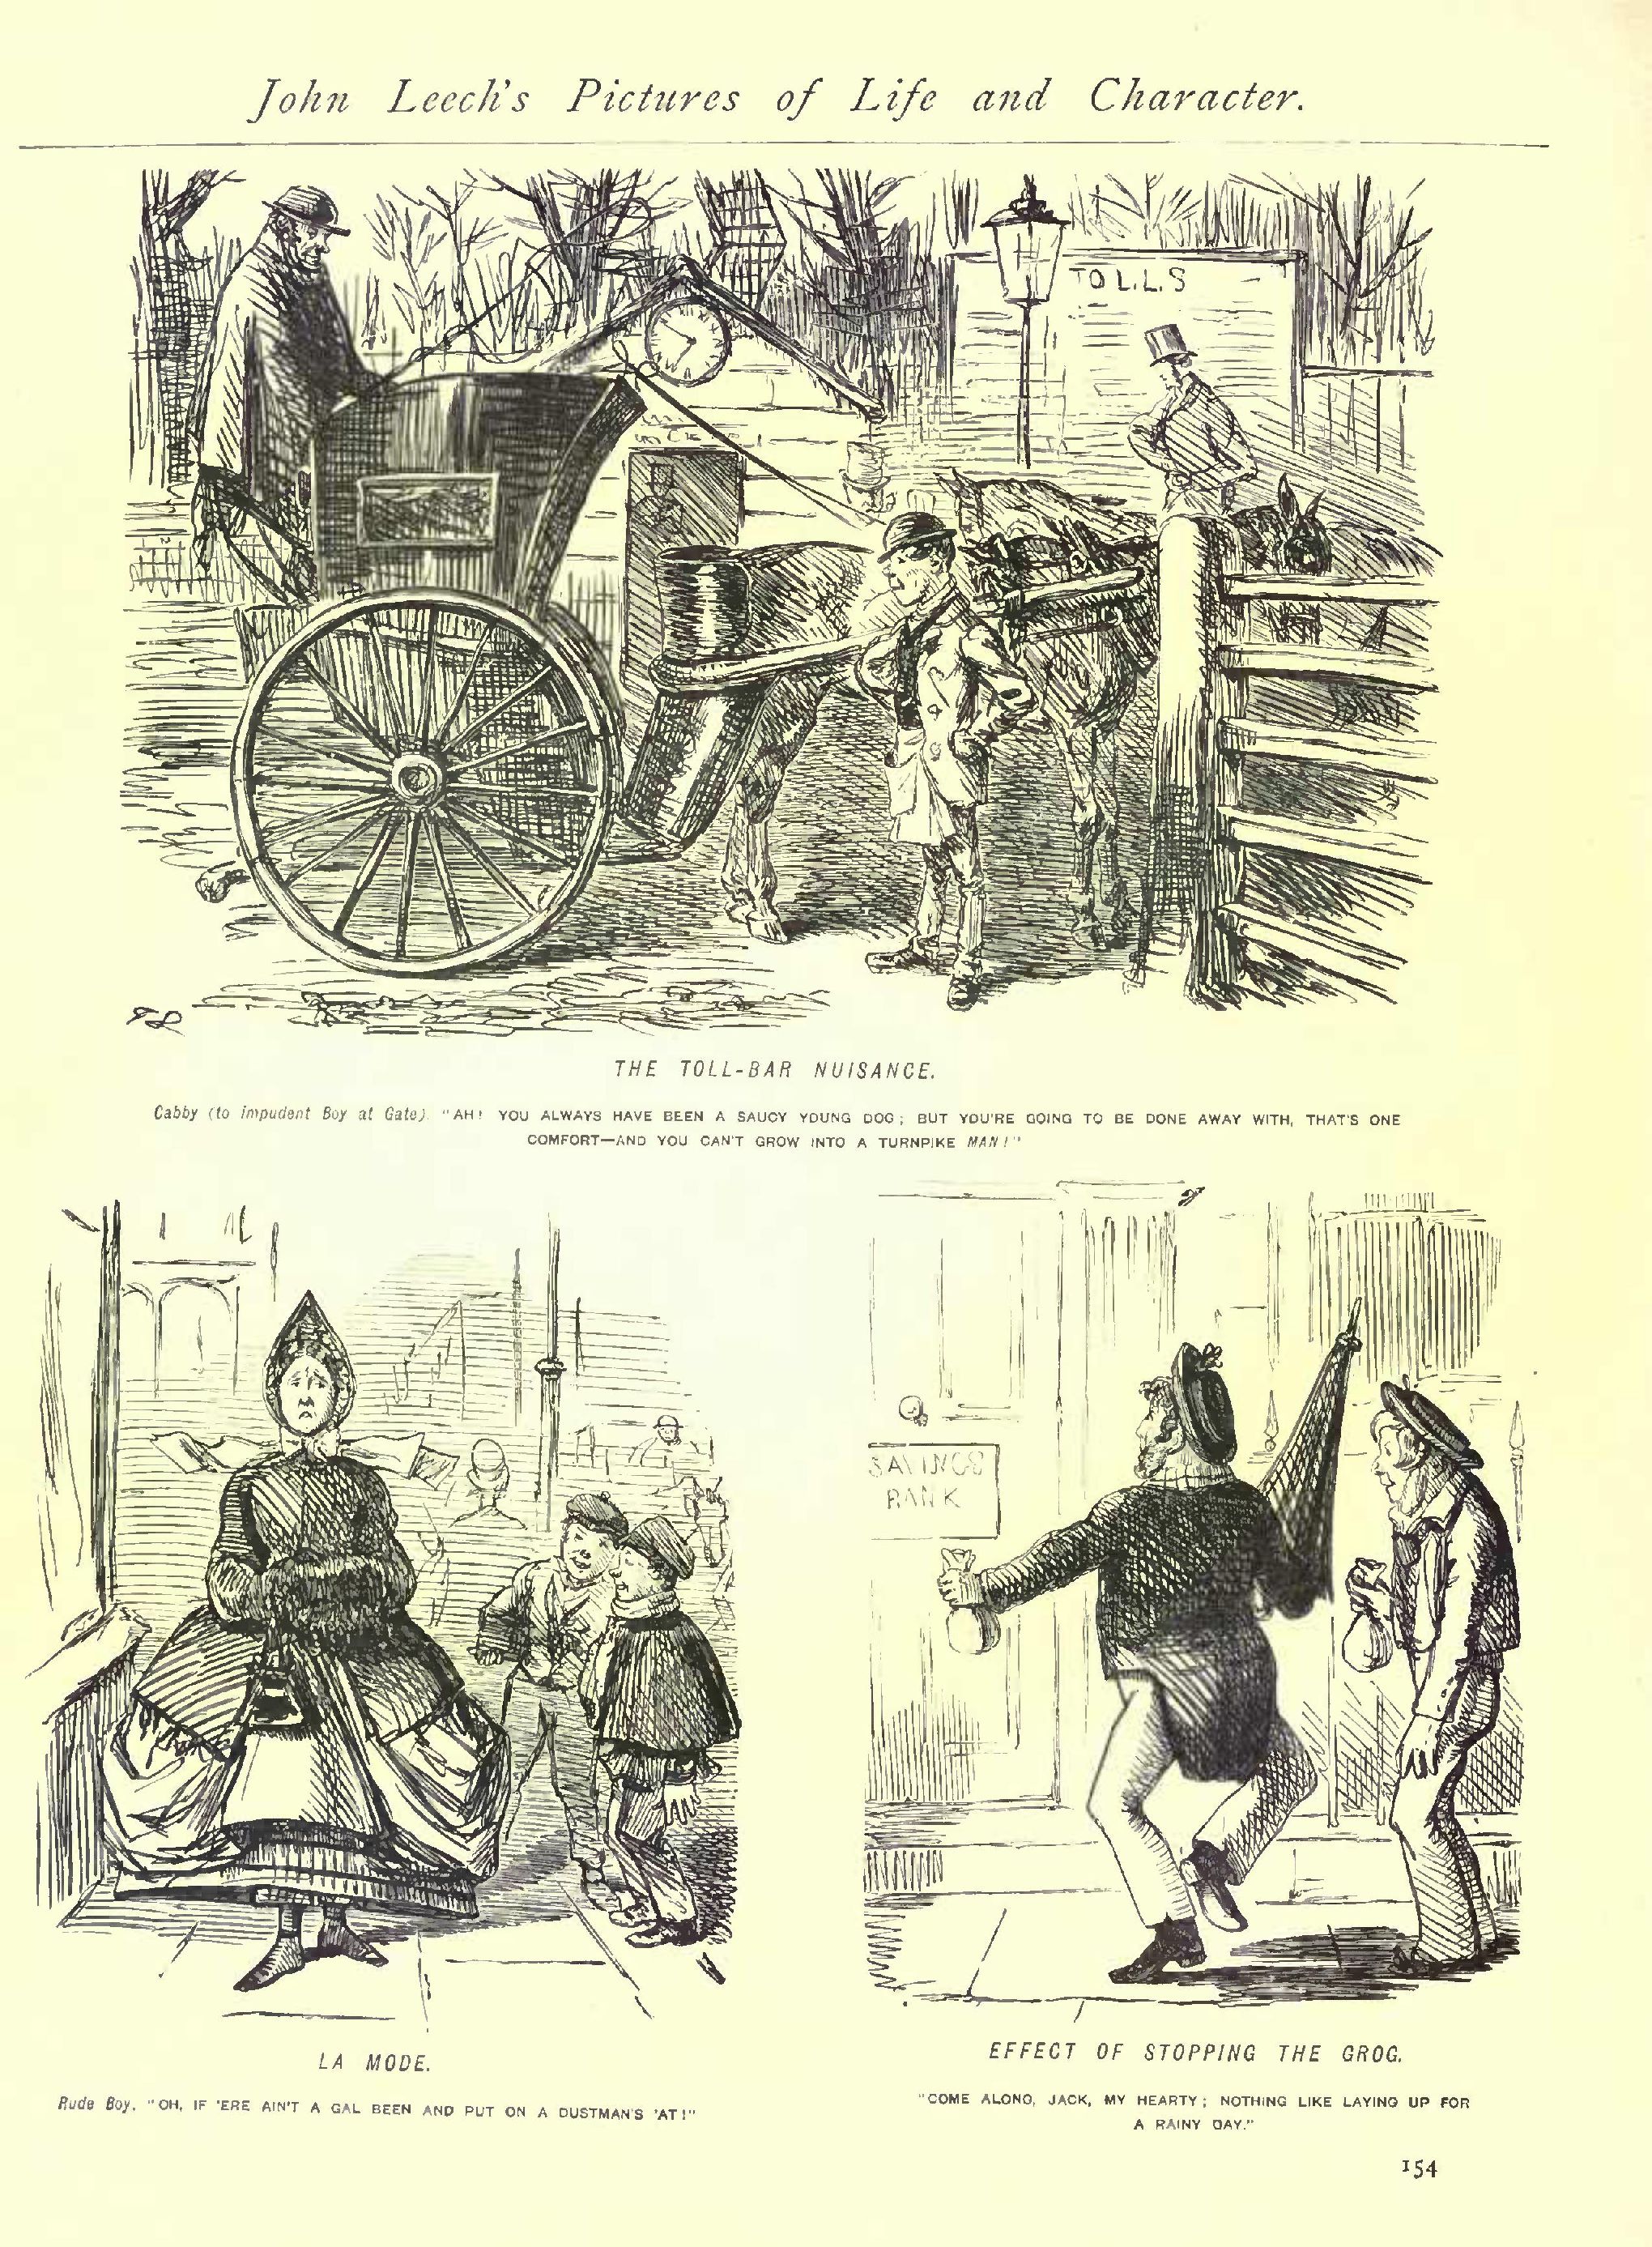 John Leech's Pictures of Life and Character.
TOLLS
THE TOLL-BAR NUISANCE.
Cabby (to impudent Boy at Gate). "AH! YOU ALWAYS HAVE BEEN A SAUCY YOUNG DOG; BUT YOU'RE GOING TO BE DONE AWAY WITH, THAT'S ONE
COMFORT—AND YOU CAN'T GROW INTO A TURNPIKE MAN!"
LA MODE.
Rude Boy. "OH, IF 'ERE AIN'T A GAL BEEN AND PUT ON A DUSTMAN'S 'AT!"
SAVINGS
BANK
EFFECT OF STOPPING THE GROG.
"COME ALONG, JACK, MY HEARTY; NOTHING LIKE LAYING UP FOR
A RAINY DAY."
154